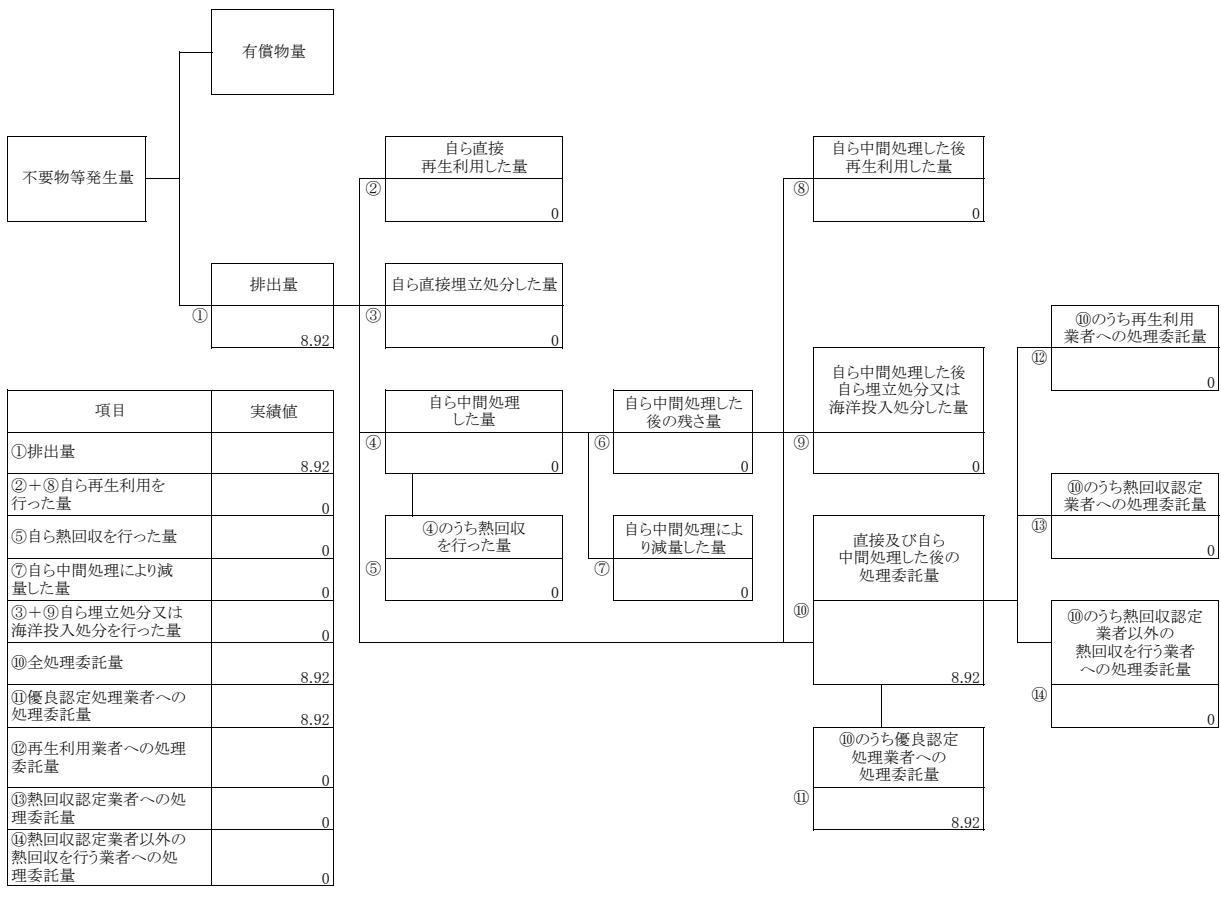 有償物量
不要物等発生量
排出量
①
8.92
自ら直接
再生利用した量
②
0
自ら直接埋立処分した量
③
0
自ら中間処理
した量
④
0
④のうち熱回収
を行った量
⑤
0
自ら中間処理した
後の残さ量
⑥
0
自ら中間処理によ
り減量した量
⑦
0
自ら中間処理した後
再生利用した量
⑧
0
自ら中間処理した後
自ら埋立処分又は
海洋投入処分した量
⑨
0
直接及び自ら
中間処理した後の
処理委託量
⑩
8.92
⑩のうち優良認定
処理業者への
処理委託量
⑪
8.92
⑩のうち再生利用
業者への処理委託量
⑫
0
⑩のうち熱回収認定
業者への処理委託量
⑬
0
⑩のうち熱回収認定
業者以外の
熱回収を行う業者
への処理委託量
⑭
0
項目 実績値
①排出量
8.92
②+⑧自ら再生利用を
行った量
0
⑤自ら熱回収を行った量
0
⑦自ら中間処理により減
量した量
0
③+⑨自ら埋立処分又は
海洋投入処分を行った量
0
⑩全処理委託量
8.92
⑪優良認定処理業者への
処理委託量
8.92
⑫再生利用業者への処理
委託量
0
⑬熱回収認定業者への処
理委託量
0
⑭熱回収認定業者以外の
熱回収を行う業者への処
理委託量
0